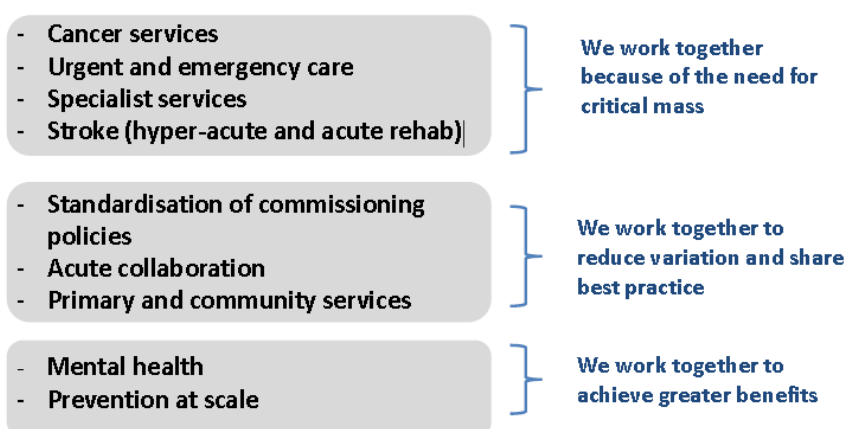 - Cancer services
- Urgent and emergency care
- Specialist services
- Stroke (hyper-acute and acute rehab)
We work together
because of the need for
critical mass
- Standardisation of commissioning
policies
- Acute collaboration
- Primary and community services
We work together to
reduce variation and share
best practice
- Mental health
- Prevention at scale
We work together to
achieve greater benefits